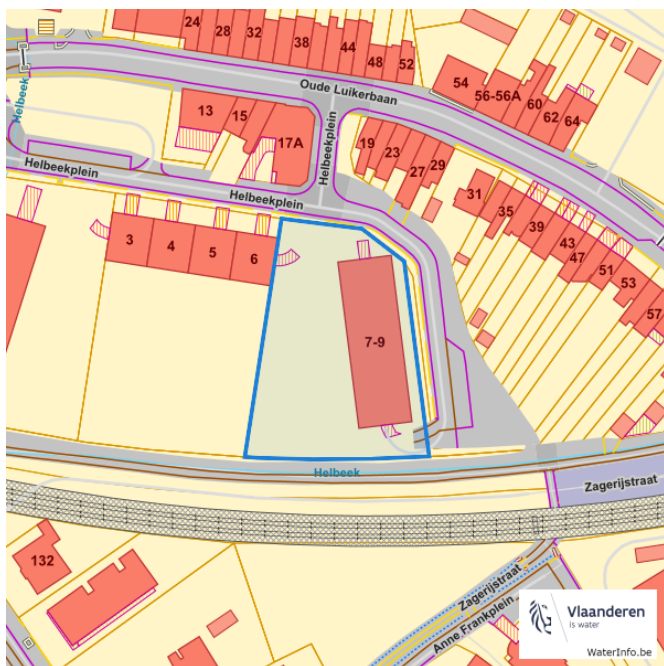 24
28
32
38
44
48
52
54
56-56A
60
62
64
Oude Luikerbaan
Helbeek
13
15
17A
Helbeekplein
19
23
27
29
Helbeekplein
Helbeekplein
31
35
39
43
47
51
53
57
3
4
5
6
7-9
Helbeek
Zagerijstraat
132
Zagerijstraat
Anne Frankplein
Vlaanderen
is water
WaterInfo.be